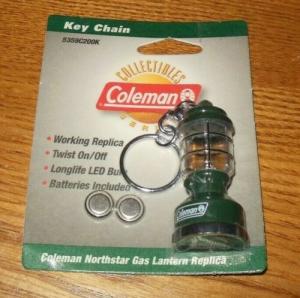 Key Chain
5359C200K
COLLECTIBLES
Coleman
Working Replica
Twist On/Off
Longlife LED Bul
Batteries Included
Coleman
Coleman Northstar Gas Lantern Replica